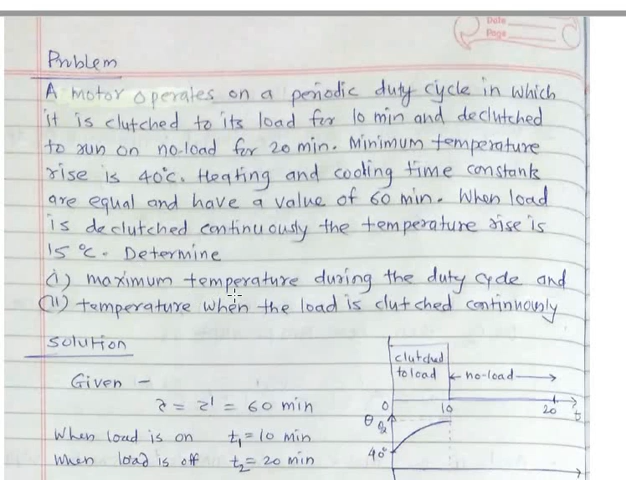 Date
Page
Problem
A motor operates on a periodic duty cycle in which
it is clutched to its load for 10 min and declutched
to run on no-load for 20 min. Minimum temperature
rise is 40°c. Heating and cooling time constants
are equal and have a value of 60 min. When load
is declutched continuously the temperature rise is
15 °c. Determine
(i) maximum temperature during the duty cycle and
(ii) temperature when the load is clutched continuously
Solution
Given -
τ = τ' = 60 min
When load is on t₁ = 10 min
When load is off t₂ = 20 min
clutched
to load
no-load
0 10 20 t
θ θ₂
40°